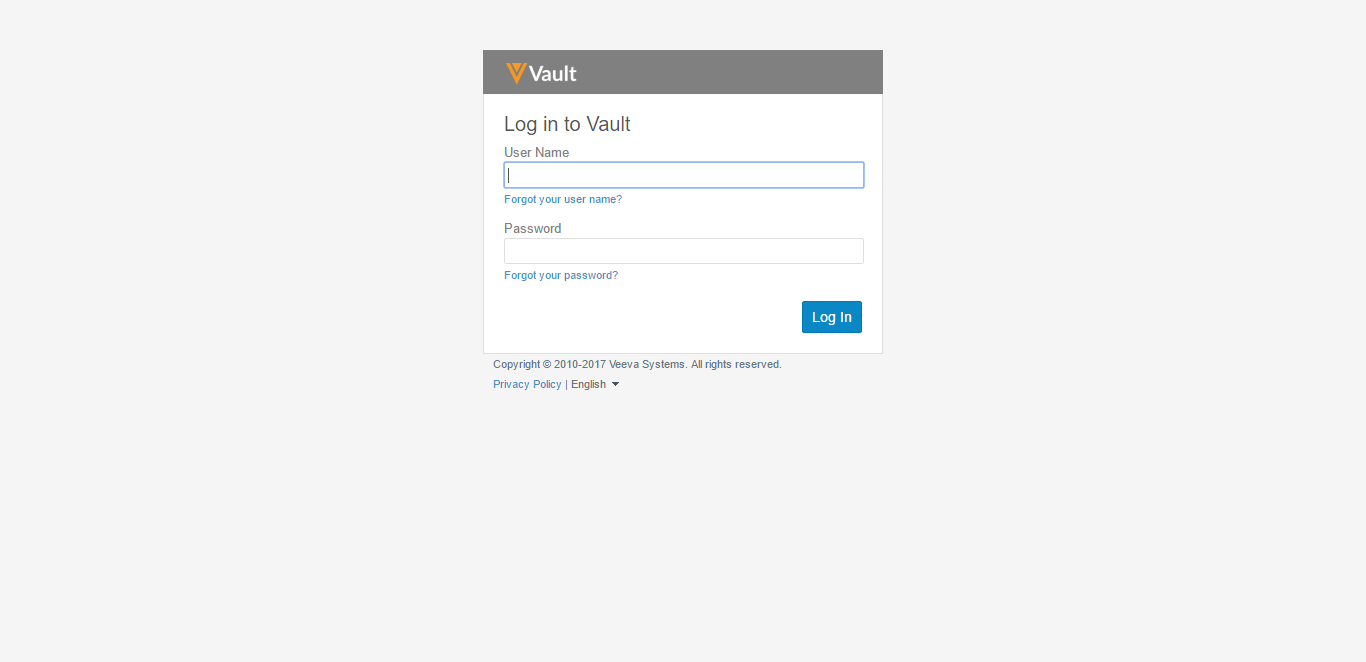 Vault
Log in to Vault
User Name
Forgot your user name?
Password
Forgot your password?
Log In
Copyright © 2010-2017 Veeva Systems. All rights reserved.
Privacy Policy | English